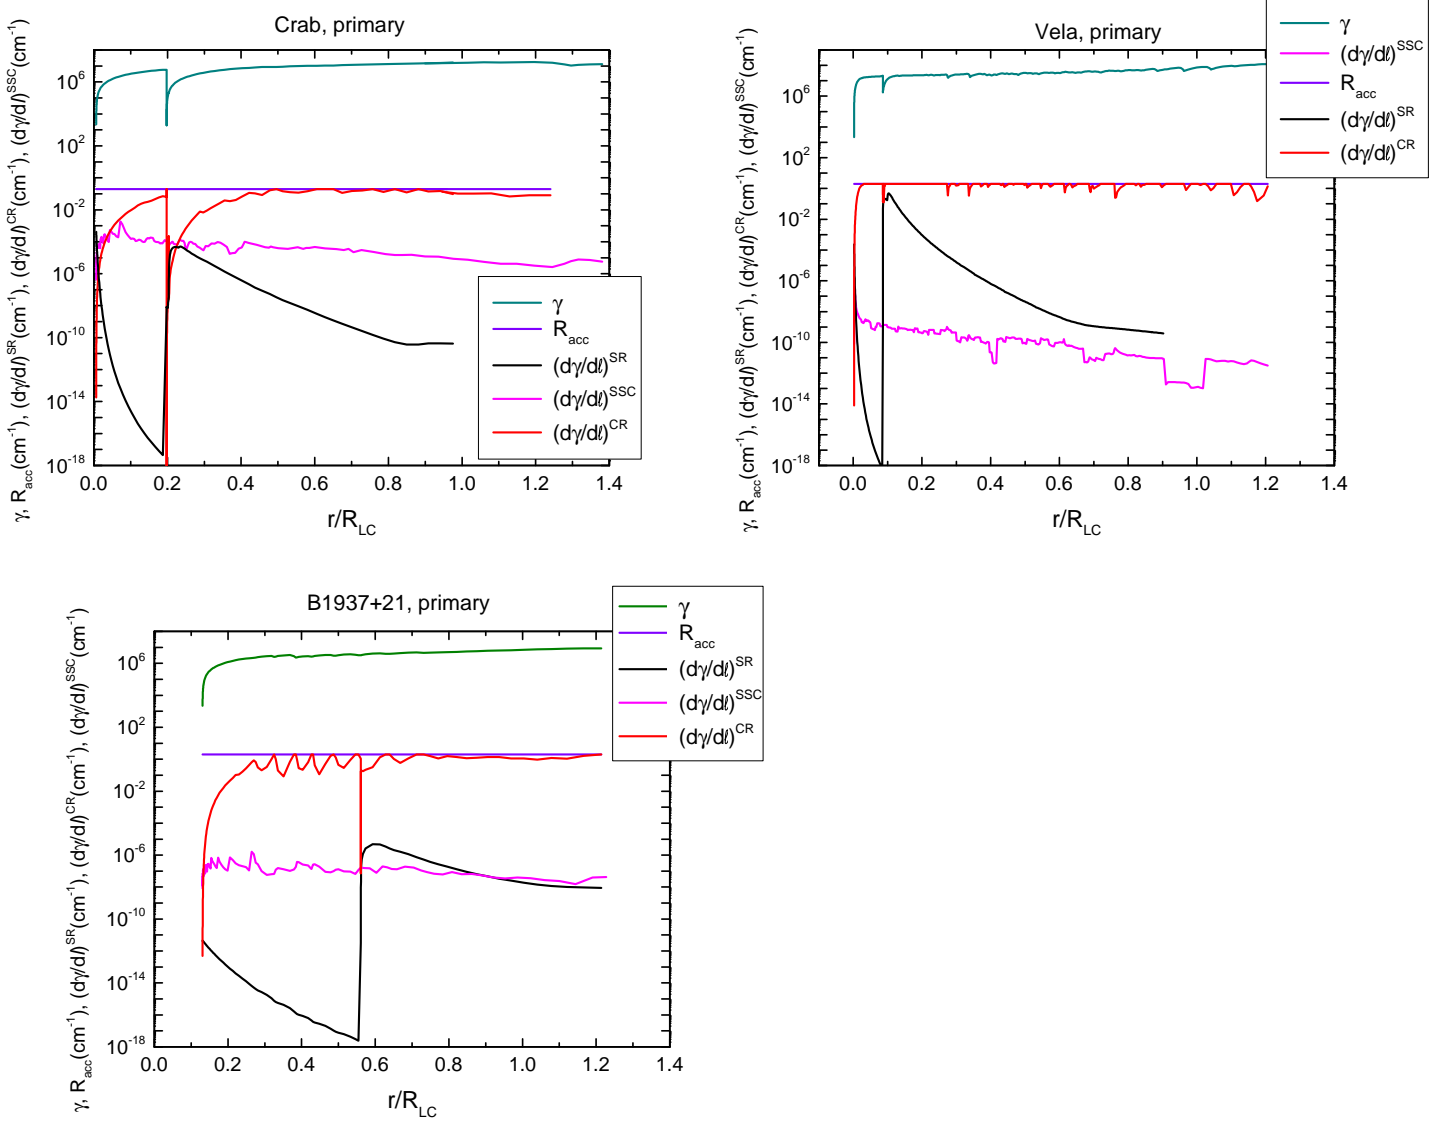 Crab, primary
γ, R_acc(cm^-1), (dγ/dℓ)^SR(cm^-1), (dγ/dℓ)^CR(cm^-1), (dγ/dℓ)^SSC(cm^-1)
10^6
10^2
10^-2
10^-6
10^-10
10^-14
10^-18
0.0 0.2 0.4 0.6 0.8 1.0 1.2 1.4
r/R_LC
γ
R_acc
(dγ/dℓ)^SR
(dγ/dℓ)^SSC
(dγ/dℓ)^CR
Vela, primary
γ, R_acc(cm^-1), (dγ/dℓ)^SR(cm^-1), (dγ/dℓ)^CR(cm^-1), (dγ/dℓ)^SSC(cm^-1)
10^6
10^2
10^-2
10^-6
10^-10
10^-14
10^-18
0.0 0.2 0.4 0.6 0.8 1.0 1.2 1.4
r/R_LC
γ
(dγ/dℓ)^SSC
R_acc
(dγ/dℓ)^SR
(dγ/dℓ)^CR
B1937+21, primary
γ, R_acc(cm^-1), (dγ/dℓ)^SR(cm^-1), (dγ/dℓ)^CR(cm^-1), (dγ/dℓ)^SSC(cm^-1)
10^6
10^2
10^-2
10^-6
10^-10
10^-14
10^-18
0.0 0.2 0.4 0.6 0.8 1.0 1.2 1.4
r/R_LC
γ
R_acc
(dγ/dℓ)^SR
(dγ/dℓ)^SSC
(dγ/dℓ)^CR